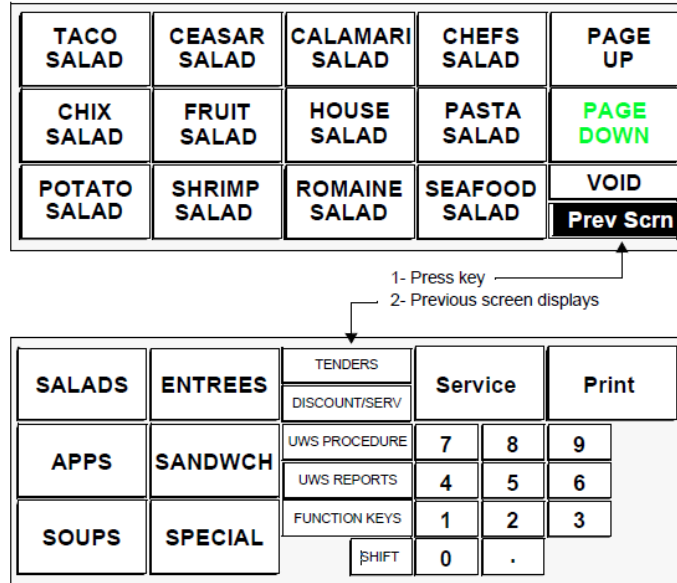 TACO SALAD
CEASAR SALAD
CALAMARI SALAD
CHEFS SALAD
PAGE UP
CHIX SALAD
FRUIT SALAD
HOUSE SALAD
PASTA SALAD
PAGE DOWN
POTATO SALAD
SHRIMP SALAD
ROMAINE SALAD
SEAFOOD SALAD
VOID
Prev Scrn
1- Press key
2- Previous screen displays
SALADS
ENTREES
TENDERS
DISCOUNT/SERV
Service
Print
APPS
SANDWCH
UWS PROCEDURE
7 8 9
UWS REPORTS
4 5 6
SOUPS
SPECIAL
FUNCTION KEYS
1 2 3
SHIFT
0 .